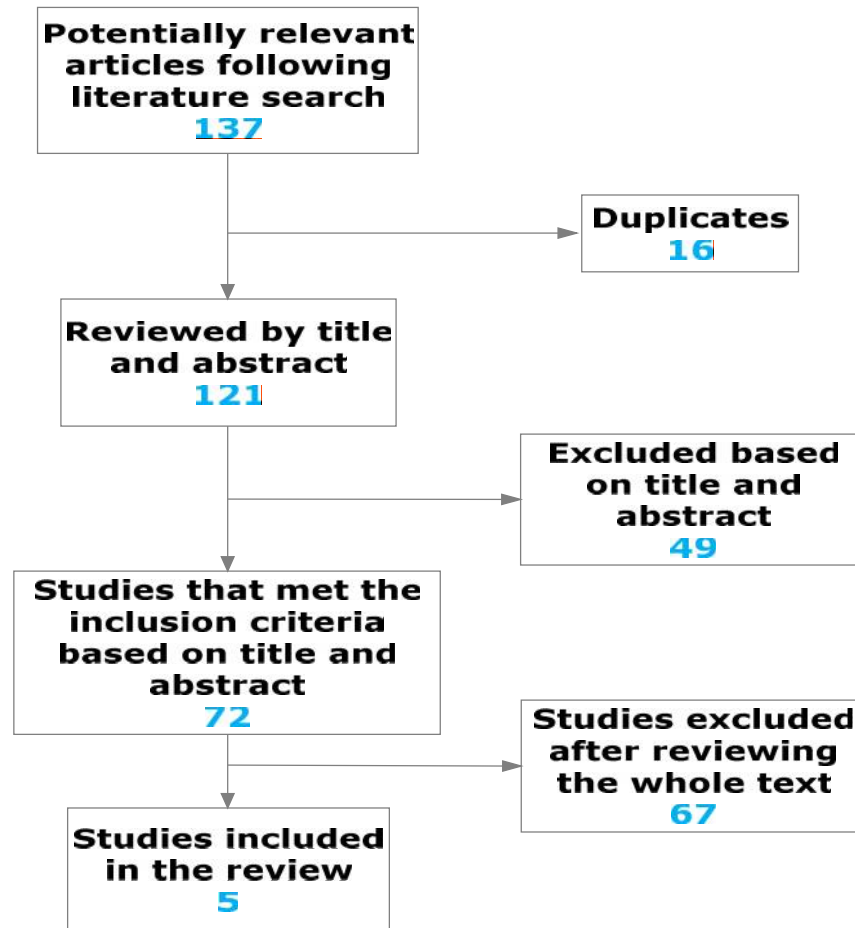 Potentially relevant
articles following
literature search
137
Duplicates
16
Reviewed by title
and abstract
121
Excluded based
on title and
abstract
49
Studies that met the
inclusion criteria
based on title and
abstract
72
Studies excluded
after reviewing
the whole text
67
Studies included
in the review
5